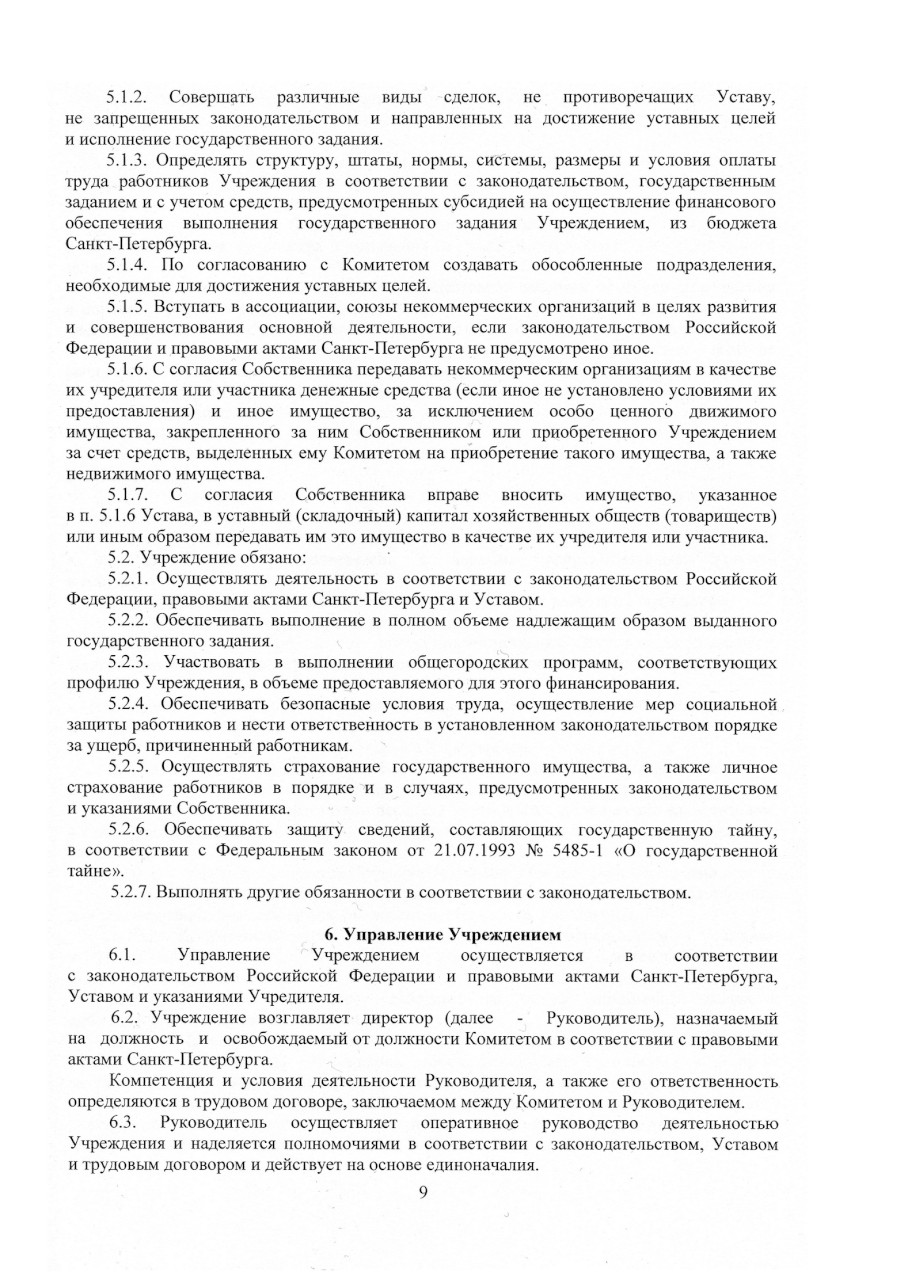 5.1.2. Совершать различные виды сделок, не противоречащих Уставу,
не запрещенных законодательством и направленных на достижение уставных целей
и исполнение государственного задания.
5.1.3. Определять структуру, штаты, нормы, системы, размеры и условия оплаты
труда работников Учреждения в соответствии с законодательством, государственным
заданием и с учетом средств, предусмотренных субсидией на осуществление финансового
обеспечения выполнения государственного задания Учреждением, из бюджета
Санкт-Петербурга.
5.1.4. По согласованию с Комитетом создавать обособленные подразделения,
необходимые для достижения уставных целей.
5.1.5. Вступать в ассоциации, союзы некоммерческих организаций в целях развития
и совершенствования основной деятельности, если законодательством Российской
Федерации и правовыми актами Санкт-Петербурга не предусмотрено иное.
5.1.6. С согласия Собственника передавать некоммерческим организациям в качестве
их учредителя или участника денежные средства (если иное не установлено условиями их
предоставления) и иное имущество, за исключением особо ценного движимого
имущества, закрепленного за ним Собственником или приобретенного Учреждением
за счет средств, выделенных ему Комитетом на приобретение такого имущества, а также
недвижимого имущества.
5.1.7. С согласия Собственника вправе вносить имущество, указанное
в п. 5.1.6 Устава, в уставный (складочный) капитал хозяйственных обществ (товариществ)
или иным образом передавать им это имущество в качестве их учредителя или участника.
5.2. Учреждение обязано:
5.2.1. Осуществлять деятельность в соответствии с законодательством Российской
Федерации, правовыми актами Санкт-Петербурга и Уставом.
5.2.2. Обеспечивать выполнение в полном объеме надлежащим образом выданного
государственного задания.
5.2.3. Участвовать в выполнении общегородских программ, соответствующих
профилю Учреждения, в объеме предоставляемого для этого финансирования.
5.2.4. Обеспечивать безопасные условия труда, осуществление мер социальной
защиты работников и нести ответственность в установленном законодательством порядке
за ущерб, причиненный работникам.
5.2.5. Осуществлять страхование государственного имущества, а также личное
страхование работников в порядке и в случаях, предусмотренных законодательством
и указаниями Собственника.
5.2.6. Обеспечивать защиту сведений, составляющих государственную тайну,
в соответствии с Федеральным законом от 21.07.1993 № 5485-1 «О государственной
тайне».
5.2.7. Выполнять другие обязанности в соответствии с законодательством.
6. Управление Учреждением
6.1. Управление Учреждением осуществляется в соответствии
с законодательством Российской Федерации и правовыми актами Санкт-Петербурга,
Уставом и указаниями Учредителя.
6.2. Учреждение возглавляет директор (далее - Руководитель), назначаемый
на должность и освобождаемый от должности Комитетом в соответствии с правовыми
актами Санкт-Петербурга.
Компетенция и условия деятельности Руководителя, а также его ответственность
определяются в трудовом договоре, заключаемом между Комитетом и Руководителем.
6.3. Руководитель осуществляет оперативное руководство деятельностью
Учреждения и наделяется полномочиями в соответствии с законодательством, Уставом
и трудовым договором и действует на основе единоначалия.
9